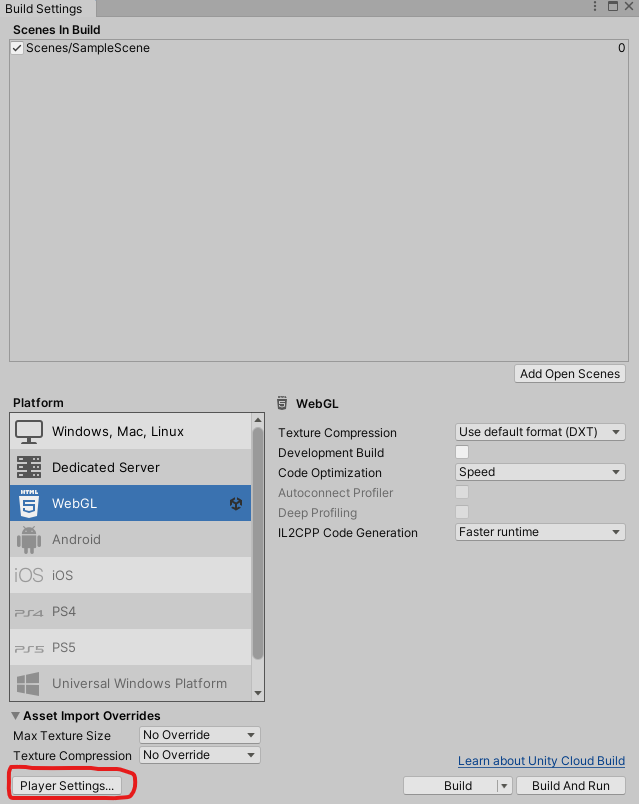 Build Settings
Scenes In Build
Scenes/SampleScene 0
Add Open Scenes
Platform
Windows, Mac, Linux
Dedicated Server
HTML
5
WebGL
Android
iOS iOS
PS4 PS4
PS5 PS5
Universal Windows Platform
WebGL
Texture Compression Use default format (DXT)
Development Build
Code Optimization Speed
Autoconnect Profiler
Deep Profiling
IL2CPP Code Generation Faster runtime
Asset Import Overrides
Max Texture Size No Override
Texture Compression No Override
Learn about Unity Cloud Build
Player Settings... Build Build And Run